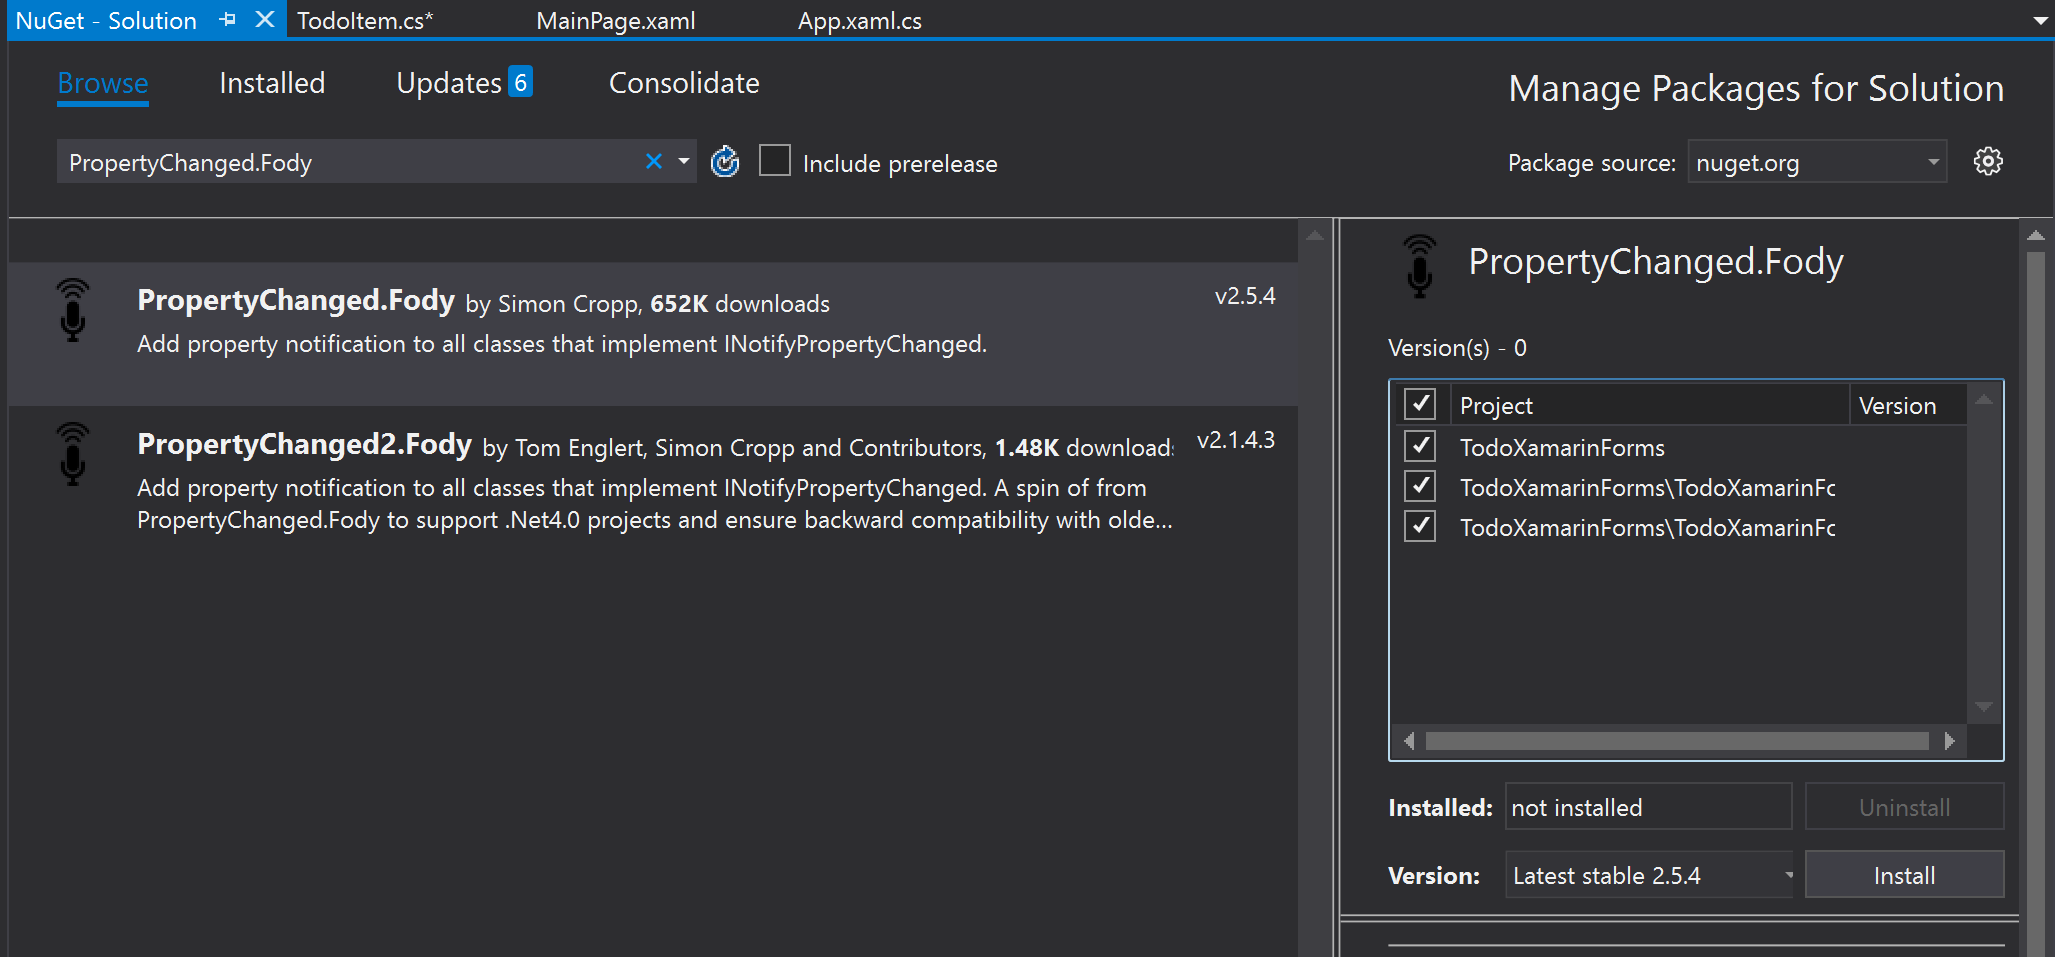 NuGet - Solution TodoItem.cs* MainPage.xaml App.xaml.cs
Browse Installed Updates 6 Consolidate
Manage Packages for Solution
PropertyChanged.Fody Include prerelease
Package source: nuget.org
PropertyChanged.Fody by Simon Cropp, 652K downloads v2.5.4
Add property notification to all classes that implement INotifyPropertyChanged.
PropertyChanged2.Fody by Tom Englert, Simon Cropp and Contributors, 1.48K downloads v2.1.4.3
Add property notification to all classes that implement INotifyPropertyChanged. A spin of from
PropertyChanged.Fody to support .Net4.0 projects and ensure backward compatibility with olde...
PropertyChanged.Fody
Version(s) - 0
Project Version
TodoXamarinForms
TodoXamarinForms\TodoXamarinFc
TodoXamarinForms\TodoXamarinFc
Installed: not installed Uninstall
Version: Latest stable 2.5.4 Install